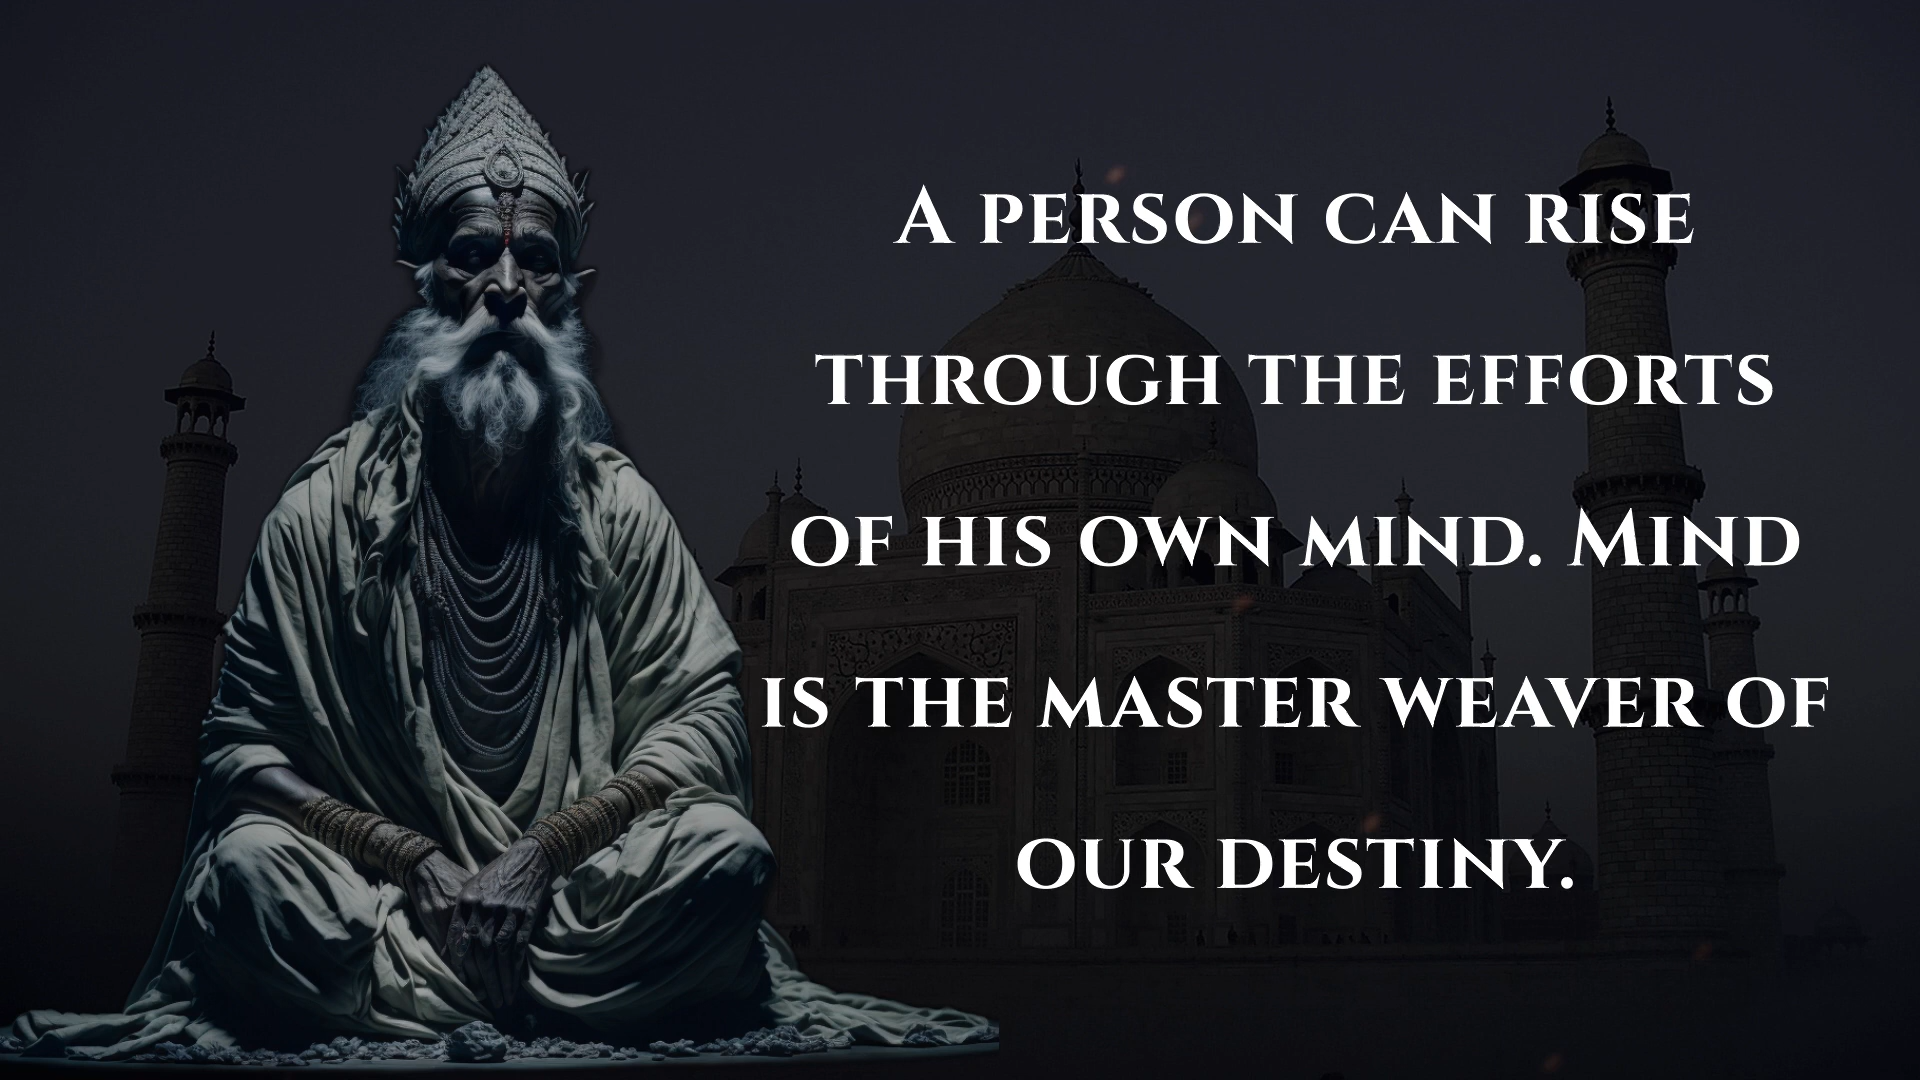 A person can rise
through the efforts
of his own mind. Mind
is the master weaver of
our destiny.